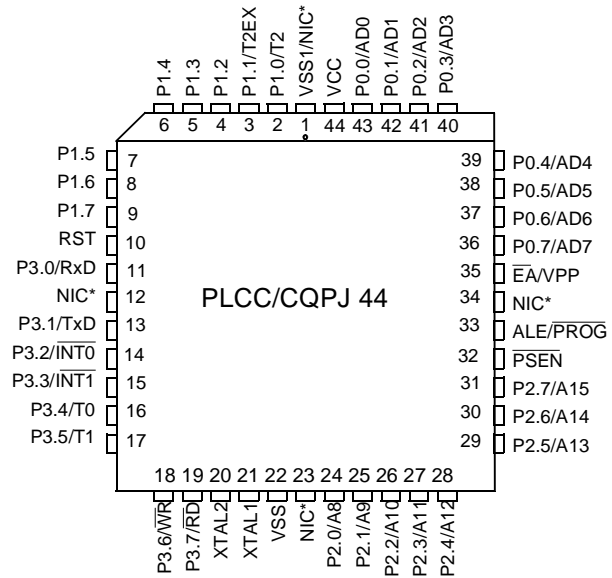 P1.4
P1.3
P1.2
P1.1/T2EX
P1.0/T2
VSS1/NIC*
VCC
P0.0/AD0
P0.1/AD1
P0.2/AD2
P0.3/AD3
6 5 4 3 2 1 44 43 42 41 40
P1.5 7
P1.6 8
P1.7 9
RST 10
P3.0/RxD 11
NIC* 12
P3.1/TxD 13
P3.2/I̅N̅T̅0̅ 14
P3.3/I̅N̅T̅1̅ 15
P3.4/T0 16
P3.5/T1 17
PLCC/CQPJ 44
39 P0.4/AD4
38 P0.5/AD5
37 P0.6/AD6
36 P0.7/AD7
35 E̅A/VPP
34 NIC*
33 ALE/P̅R̅O̅G̅
32 P̅S̅E̅N̅
31 P2.7/A15
30 P2.6/A14
29 P2.5/A13
18 19 20 21 22 23 24 25 26 27 28
P3.6/W̅R̅
P3.7/R̅D̅
XTAL2
XTAL1
VSS
NIC*
P2.0/A8
P2.1/A9
P2.2/A10
P2.3/A11
P2.4/A12